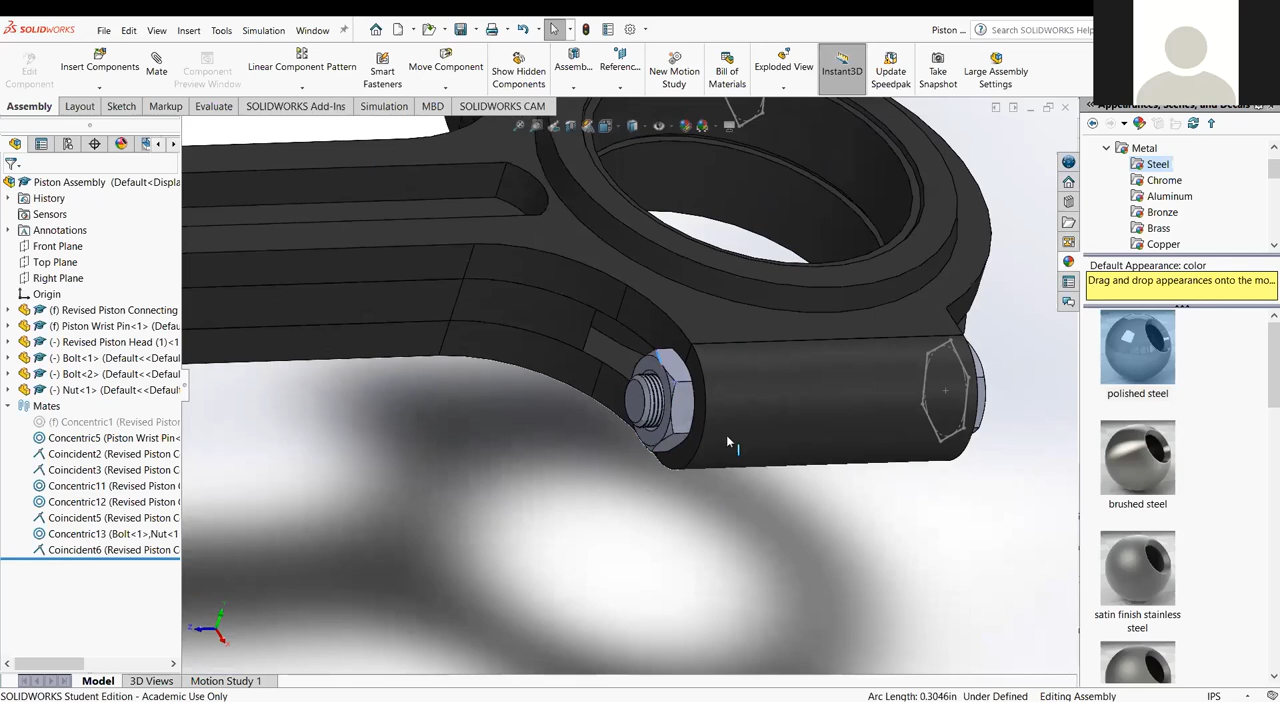 SOLIDWORKS File Edit View Insert Tools Simulation Window Piston ... Search SOLIDWORKS Help
Edit Component
Insert Components
Mate
Component Preview Window
Linear Component Pattern
Smart Fasteners
Move Component
Show Hidden Components
Assemb...
Referenc...
New Motion Study
Bill of Materials
Exploded View
Instant3D
Update Speedpak
Take Snapshot
Large Assembly Settings
Assembly Layout Sketch Markup Evaluate SOLIDWORKS Add-Ins Simulation MBD SOLIDWORKS CAM
Appearances, Scenes, and Decals
Piston Assembly (Default<Displa
History
Sensors
Annotations
Front Plane
Top Plane
Right Plane
Origin
(f) Revised Piston Connecting
(f) Piston Wrist Pin<1> (Defau
(-) Revised Piston Head (1)<1
(-) Bolt<1> (Default<<Default
(-) Bolt<2> (Default<<Default
(-) Nut<1> (Default<<Default
Mates
(f) Concentric1 (Revised Piston
Concentric5 (Piston Wrist Pin<
Coincident2 (Revised Piston C
Coincident3 (Revised Piston C
Concentric11 (Revised Piston C
Concentric12 (Revised Piston C
Coincident5 (Revised Piston C
Concentric13 (Bolt<1>,Nut<1
Coincident6 (Revised Piston C
Metal
Steel
Chrome
Aluminum
Bronze
Brass
Copper
Default Appearance: color
Drag and drop appearances onto the mo...
polished steel
brushed steel
satin finish stainless
steel
Model 3D Views Motion Study 1
SOLIDWORKS Student Edition - Academic Use Only Arc Length: 0.3046in Under Defined Editing Assembly IPS